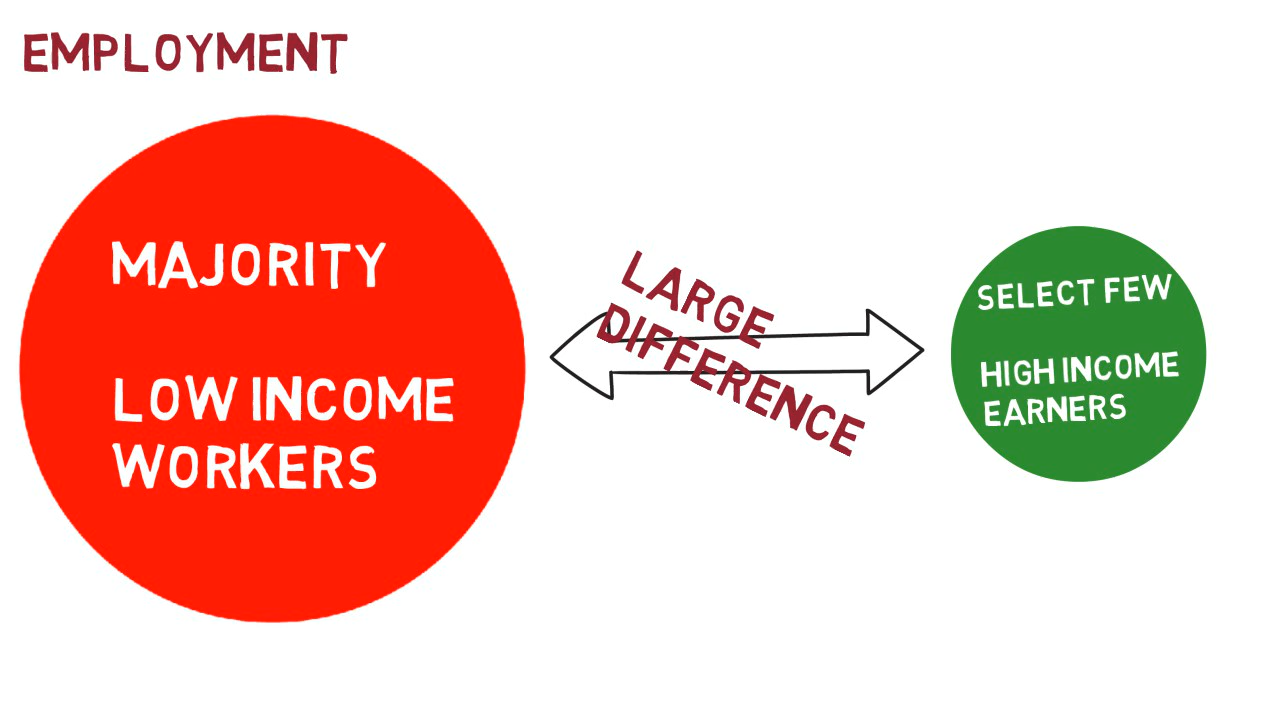 EMPLOYMENT
MAJORITY
LOW INCOME
WORKERS
LARGE
DIFFERENCE
SELECT FEW
HIGH INCOME
EARNERS